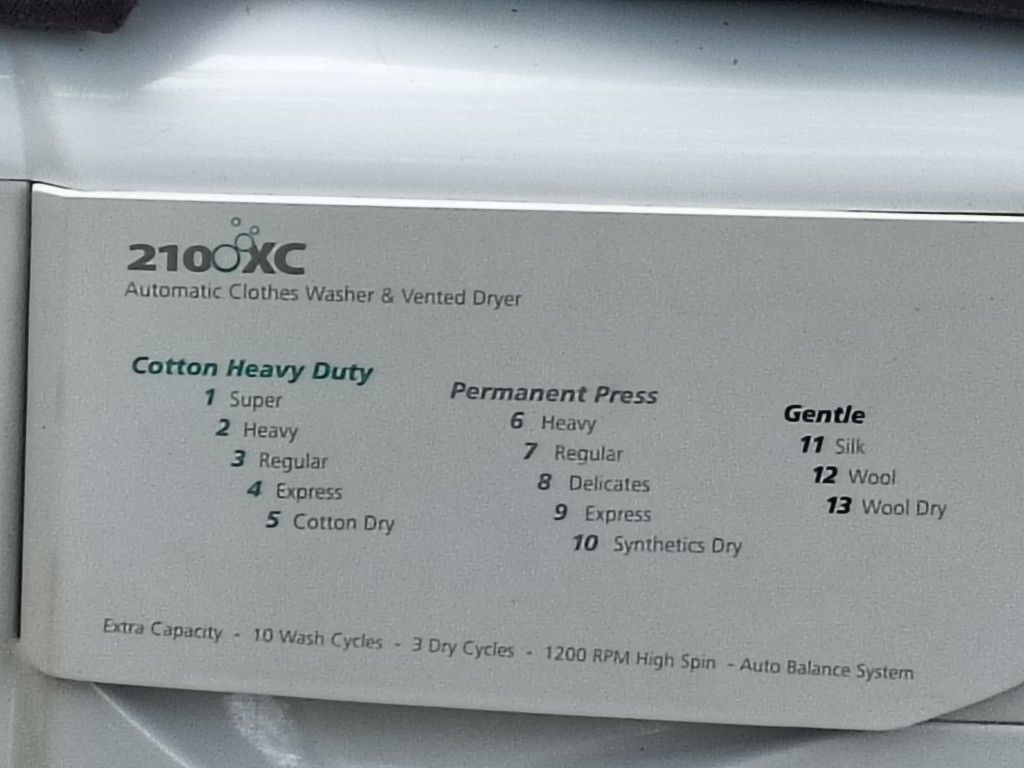 2100XC
Automatic Clothes Washer & Vented Dryer
Cotton Heavy Duty
1 Super
2 Heavy
3 Regular
4 Express
5 Cotton Dry
Permanent Press
6 Heavy
7 Regular
8 Delicates
9 Express
10 Synthetics Dry
Gentle
11 Silk
12 Wool
13 Wool Dry
Extra Capacity - 10 Wash Cycles - 3 Dry Cycles - 1200 RPM High Spin - Auto Balance System